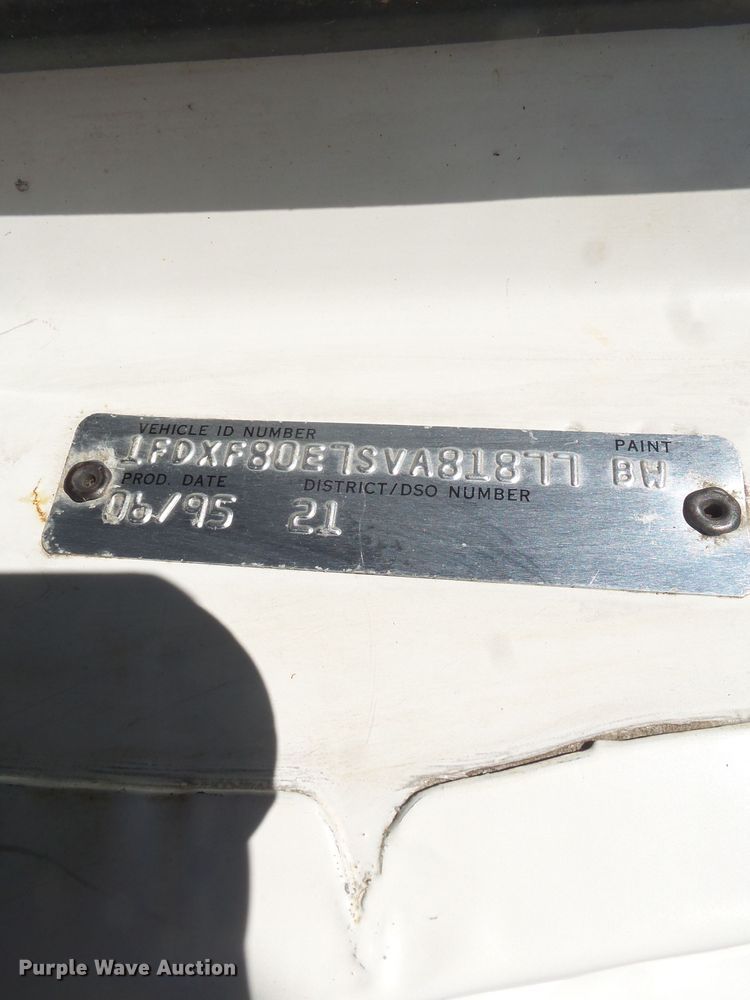 VEHICLE ID NUMBER
PAINT
1FDXF80E7SVA81877 BW
PROD. DATE DISTRICT/DSO NUMBER
06/95 21
Purple Wave Auction